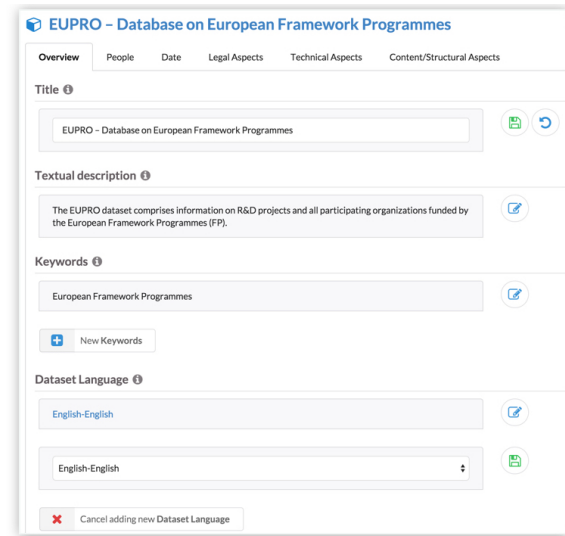 EUPRO – Database on European Framework Programmes
Overview People Date Legal Aspects Technical Aspects Content/Structural Aspects
Title
EUPRO – Database on European Framework Programmes
Textual description
The EUPRO dataset comprises information on R&D projects and all participating organizations funded by
the European Framework Programmes (FP).
Keywords
European Framework Programmes
New Keywords
Dataset Language
English-English
English-English
Cancel adding new Dataset Language